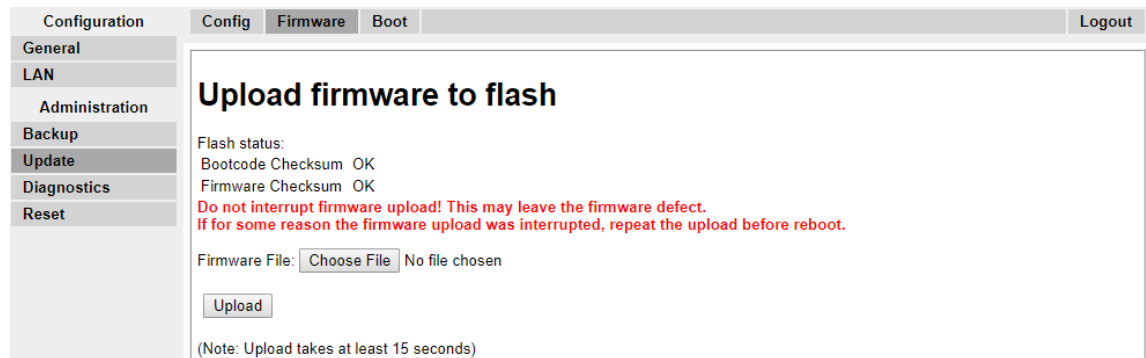 Configuration
General
LAN
Administration
Backup
Update
Diagnostics
Reset
Config Firmware Boot Logout
Upload firmware to flash
Flash status:
Bootcode Checksum OK
Firmware Checksum OK
Do not interrupt firmware upload! This may leave the firmware defect.
If for some reason the firmware upload was interrupted, repeat the upload before reboot.
Firmware File: Choose File No file chosen
Upload
(Note: Upload takes at least 15 seconds)